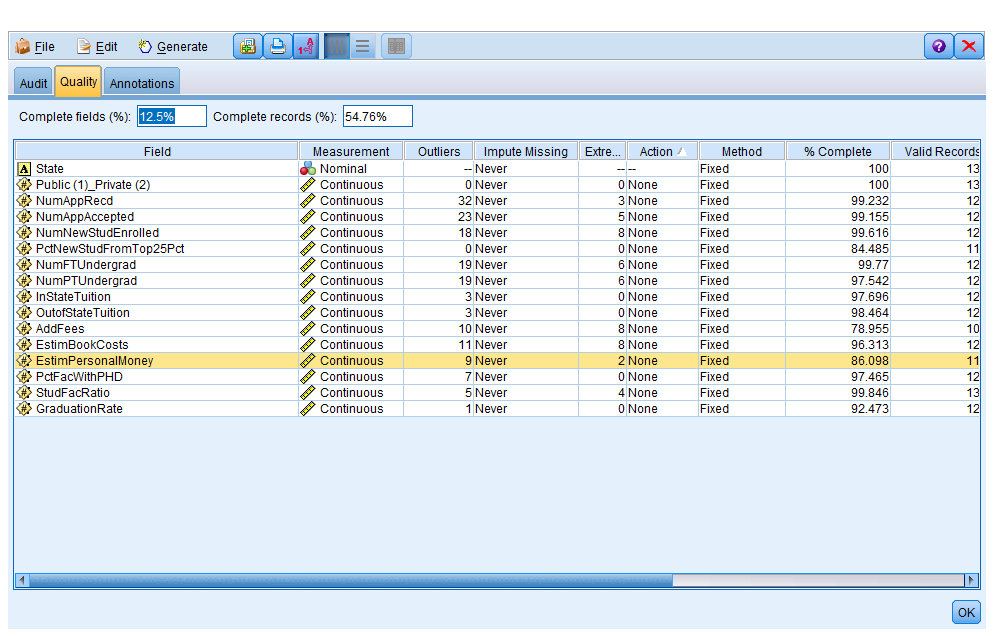 File Edit Generate
Audit Quality Annotations
Complete fields (%): 12.5% Complete records (%): 54.76%
Field Measurement Outliers Impute Missing Extre... Action Method % Complete Valid Records
State Nominal -- Never -- -- Fixed 100 13
Public (1)_Private (2) Continuous 0 Never 0 None Fixed 100 13
NumAppRecd Continuous 32 Never 3 None Fixed 99.232 12
NumAppAccepted Continuous 23 Never 5 None Fixed 99.155 12
NumNewStudEnrolled Continuous 18 Never 8 None Fixed 99.616 12
PctNewStudFromTop25Pct Continuous 0 Never 0 None Fixed 84.485 11
NumFTUndergrad Continuous 19 Never 6 None Fixed 99.77 12
NumPTUndergrad Continuous 19 Never 6 None Fixed 97.542 12
InStateTuition Continuous 3 Never 0 None Fixed 97.696 12
OutofStateTuition Continuous 3 Never 0 None Fixed 98.464 12
AddFees Continuous 10 Never 8 None Fixed 78.955 10
EstimBookCosts Continuous 11 Never 8 None Fixed 96.313 12
EstimPersonalMoney Continuous 9 Never 2 None Fixed 86.098 11
PctFacWithPHD Continuous 7 Never 0 None Fixed 97.465 12
StudFacRatio Continuous 5 Never 4 None Fixed 99.846 13
GraduationRate Continuous 1 Never 0 None Fixed 92.473 12
OK